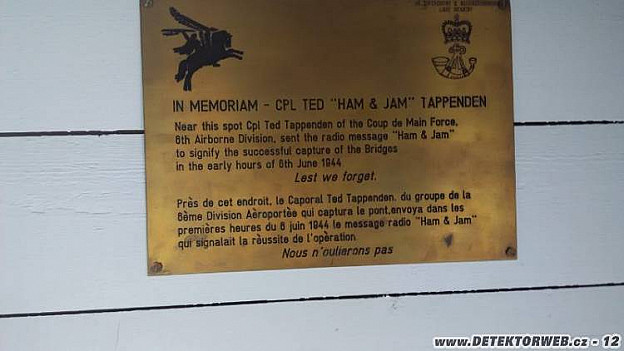 IN MEMORIAM - CPL TED "HAM & JAM" TAPPENDEN
Near this spot Cpl Ted Tappenden of the Coup de Main Force,
6th Airborne Division, sent the radio message "Ham & Jam"
to signify the successful capture of the Bridges
in the early hours of 6th June 1944
Lest we forget.
Près de cet endroit, le Caporal Ted Tappenden, du groupe de la
6ème Division Aéroportée qui captura le pont,envoya dans les
premières heures du 6 juin 1944 le message radio "Ham & Jam"
qui signalait la réussite de l'opération.
Nous n'oulierons pas
www.DETEKTORWEB.cz - 12